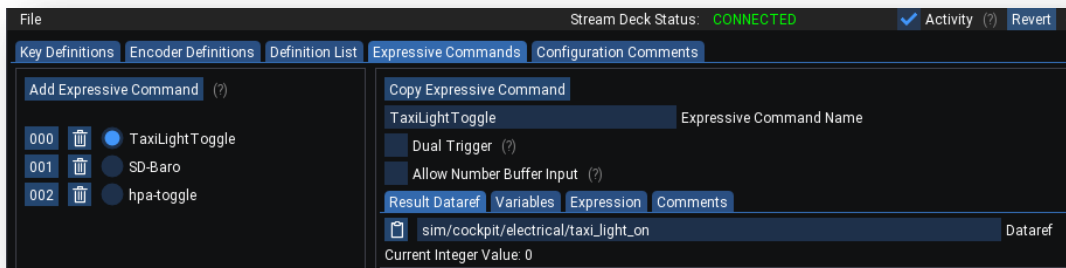 File Stream Deck Status: CONNECTED Activity (?) Revert
Key Definitions Encoder Definitions Definition List Expressive Commands Configuration Comments
Add Expressive Command (?)
000 TaxiLightToggle
001 SD-Baro
002 hpa-toggle
Copy Expressive Command
TaxiLightToggle Expressive Command Name
Dual Trigger (?)
Allow Number Buffer Input (?)
Result Dataref Variables Expression Comments
sim/cockpit/electrical/taxi_light_on Dataref
Current Integer Value: 0